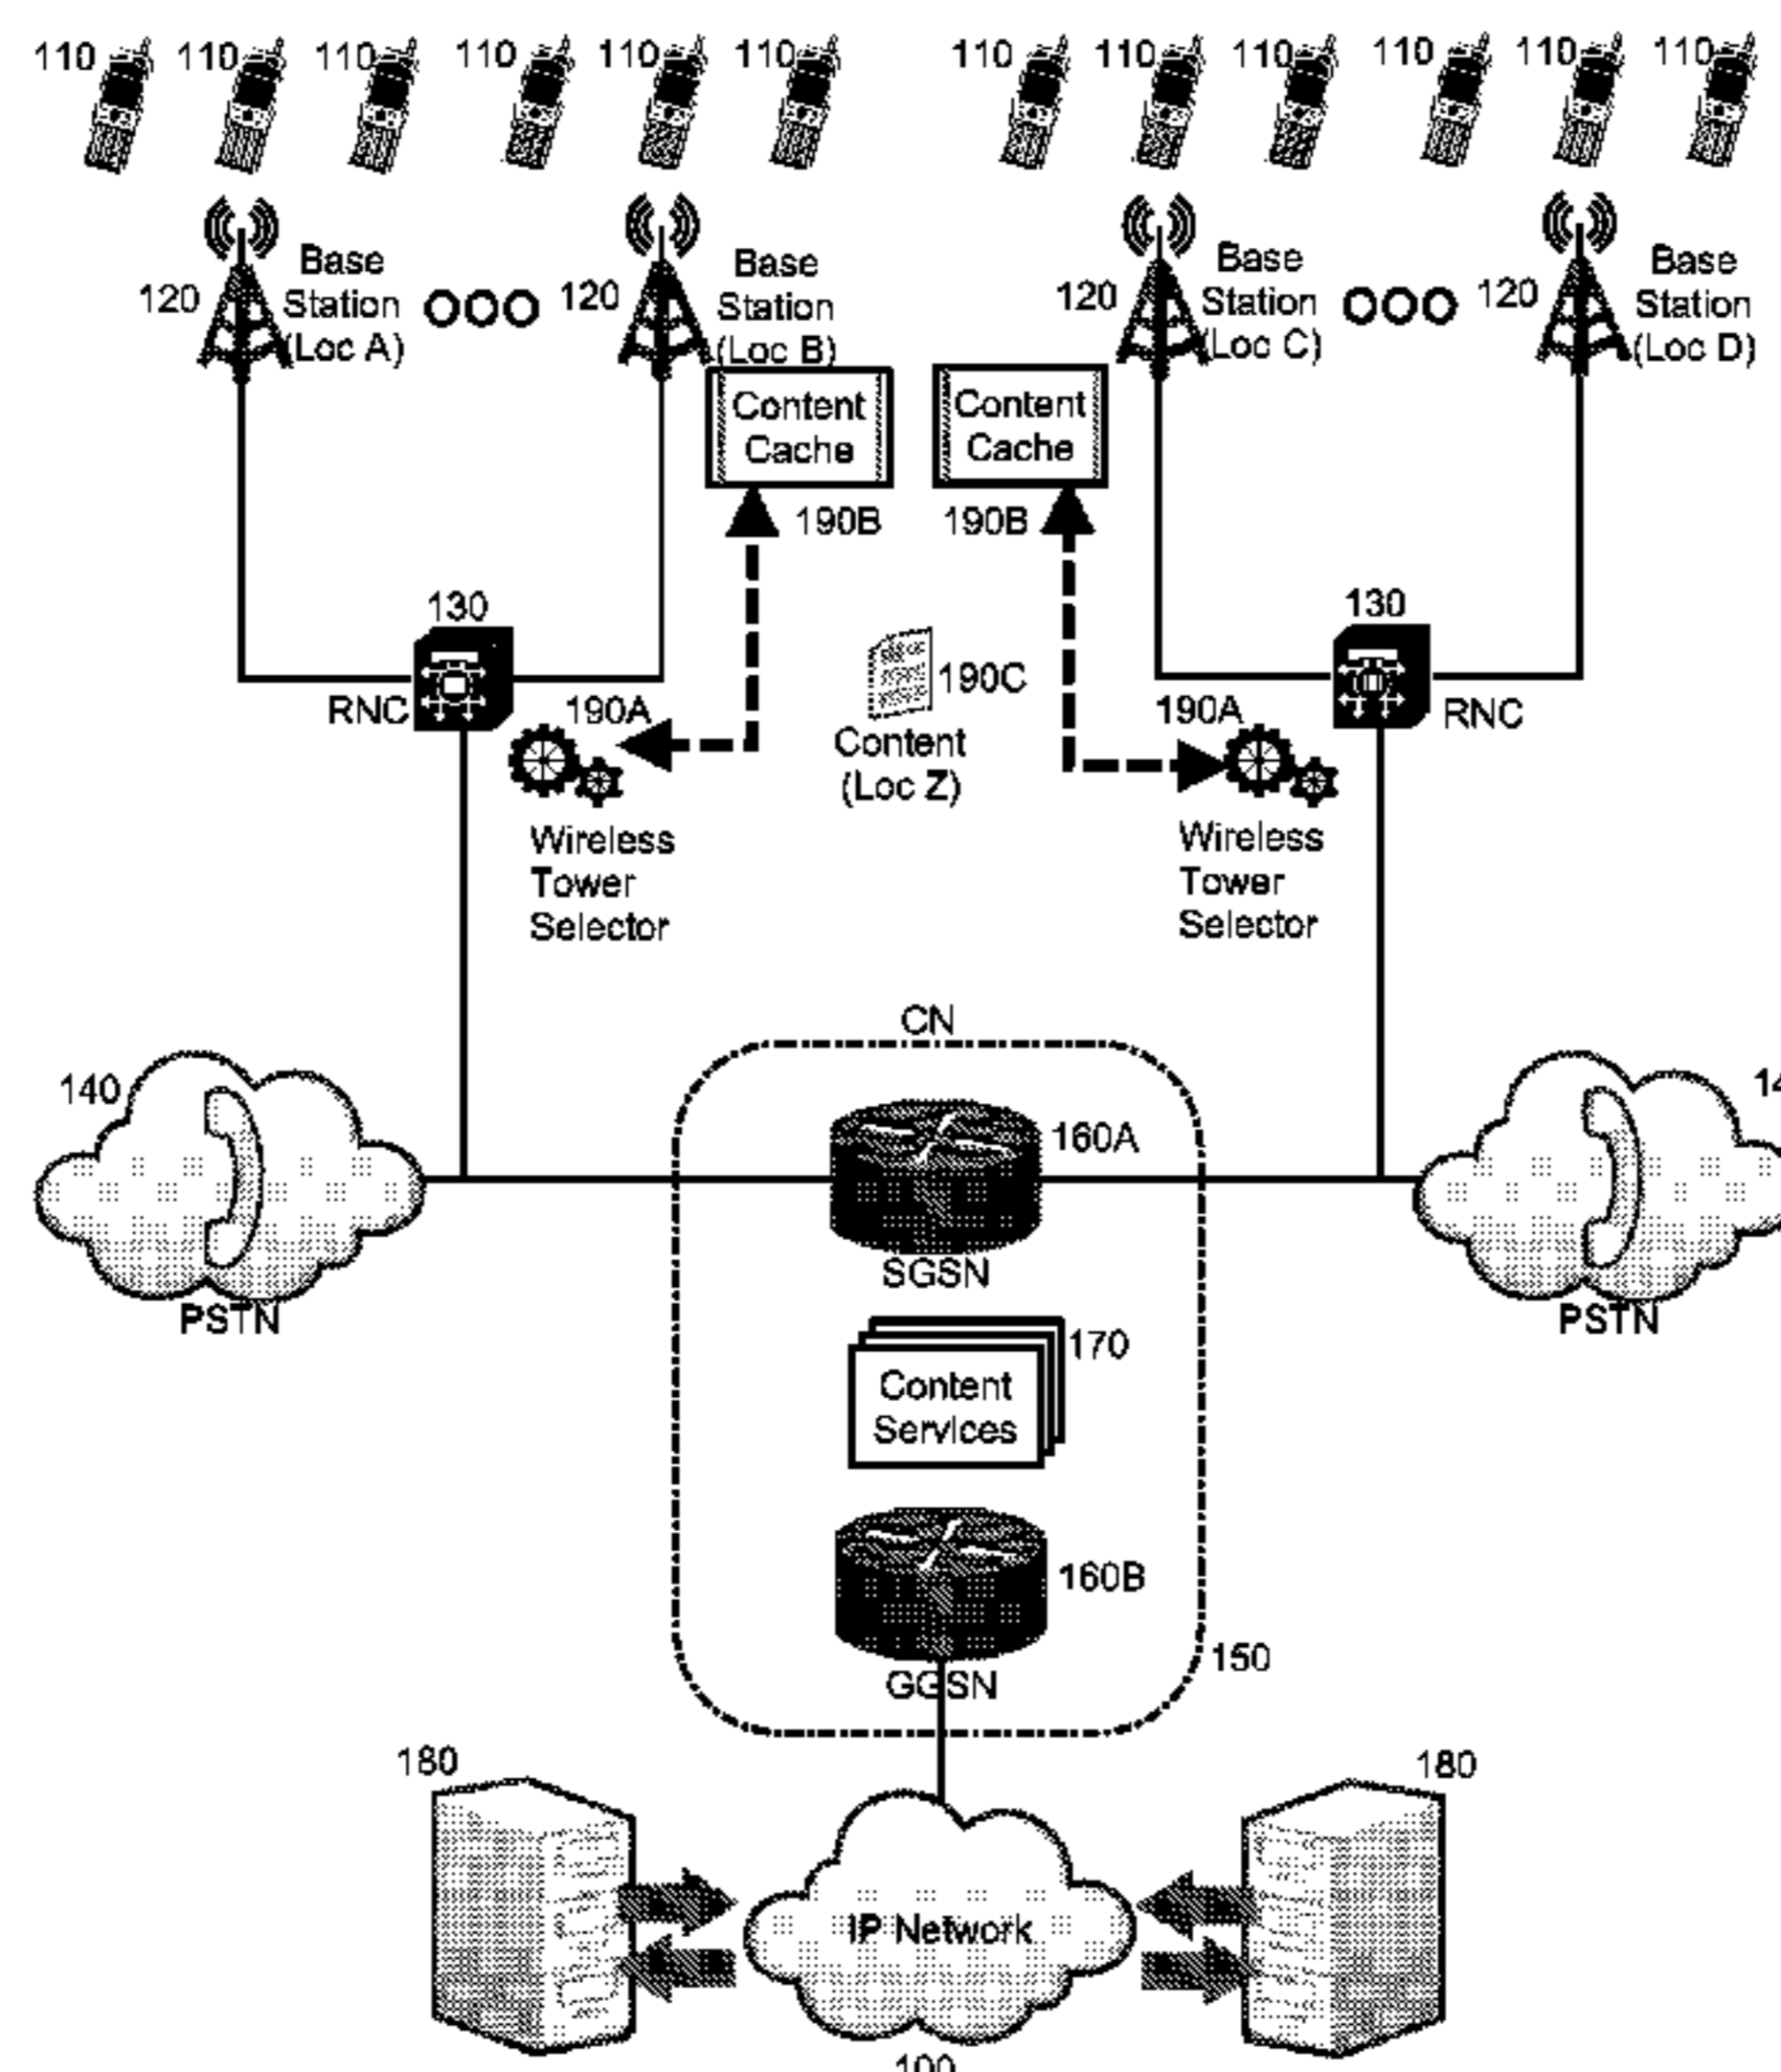 110 110 110 110 110 110 110 110 110 110 110 110
120 Base Station (Loc A)
120 Base Station (Loc B)
120 Base Station (Loc C)
120 Base Station (Loc D)
Content
Cache
190B
Content
Cache
190B
130
RNC
130
RNC
190A
Wireless
Tower
Selector
190C
Content
(Loc Z)
190A
Wireless
Tower
Selector
CN
140
PSTN
160A
SGSN
PSTN
170
Content
Services
160B
GGSN
150
180
180
IP Network
100